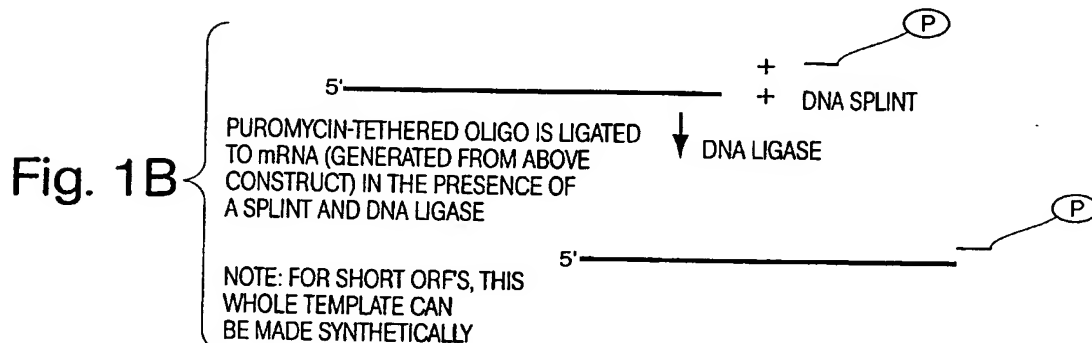 Fig. 1B
P
5'
+
+ DNA SPLINT
DNA LIGASE
PUROMYCIN-TETHERED OLIGO IS LIGATED
TO mRNA (GENERATED FROM ABOVE
CONSTRUCT) IN THE PRESENCE OF
A SPLINT AND DNA LIGASE
P
5'
NOTE: FOR SHORT ORF'S, THIS
WHOLE TEMPLATE CAN
BE MADE SYNTHETICALLY